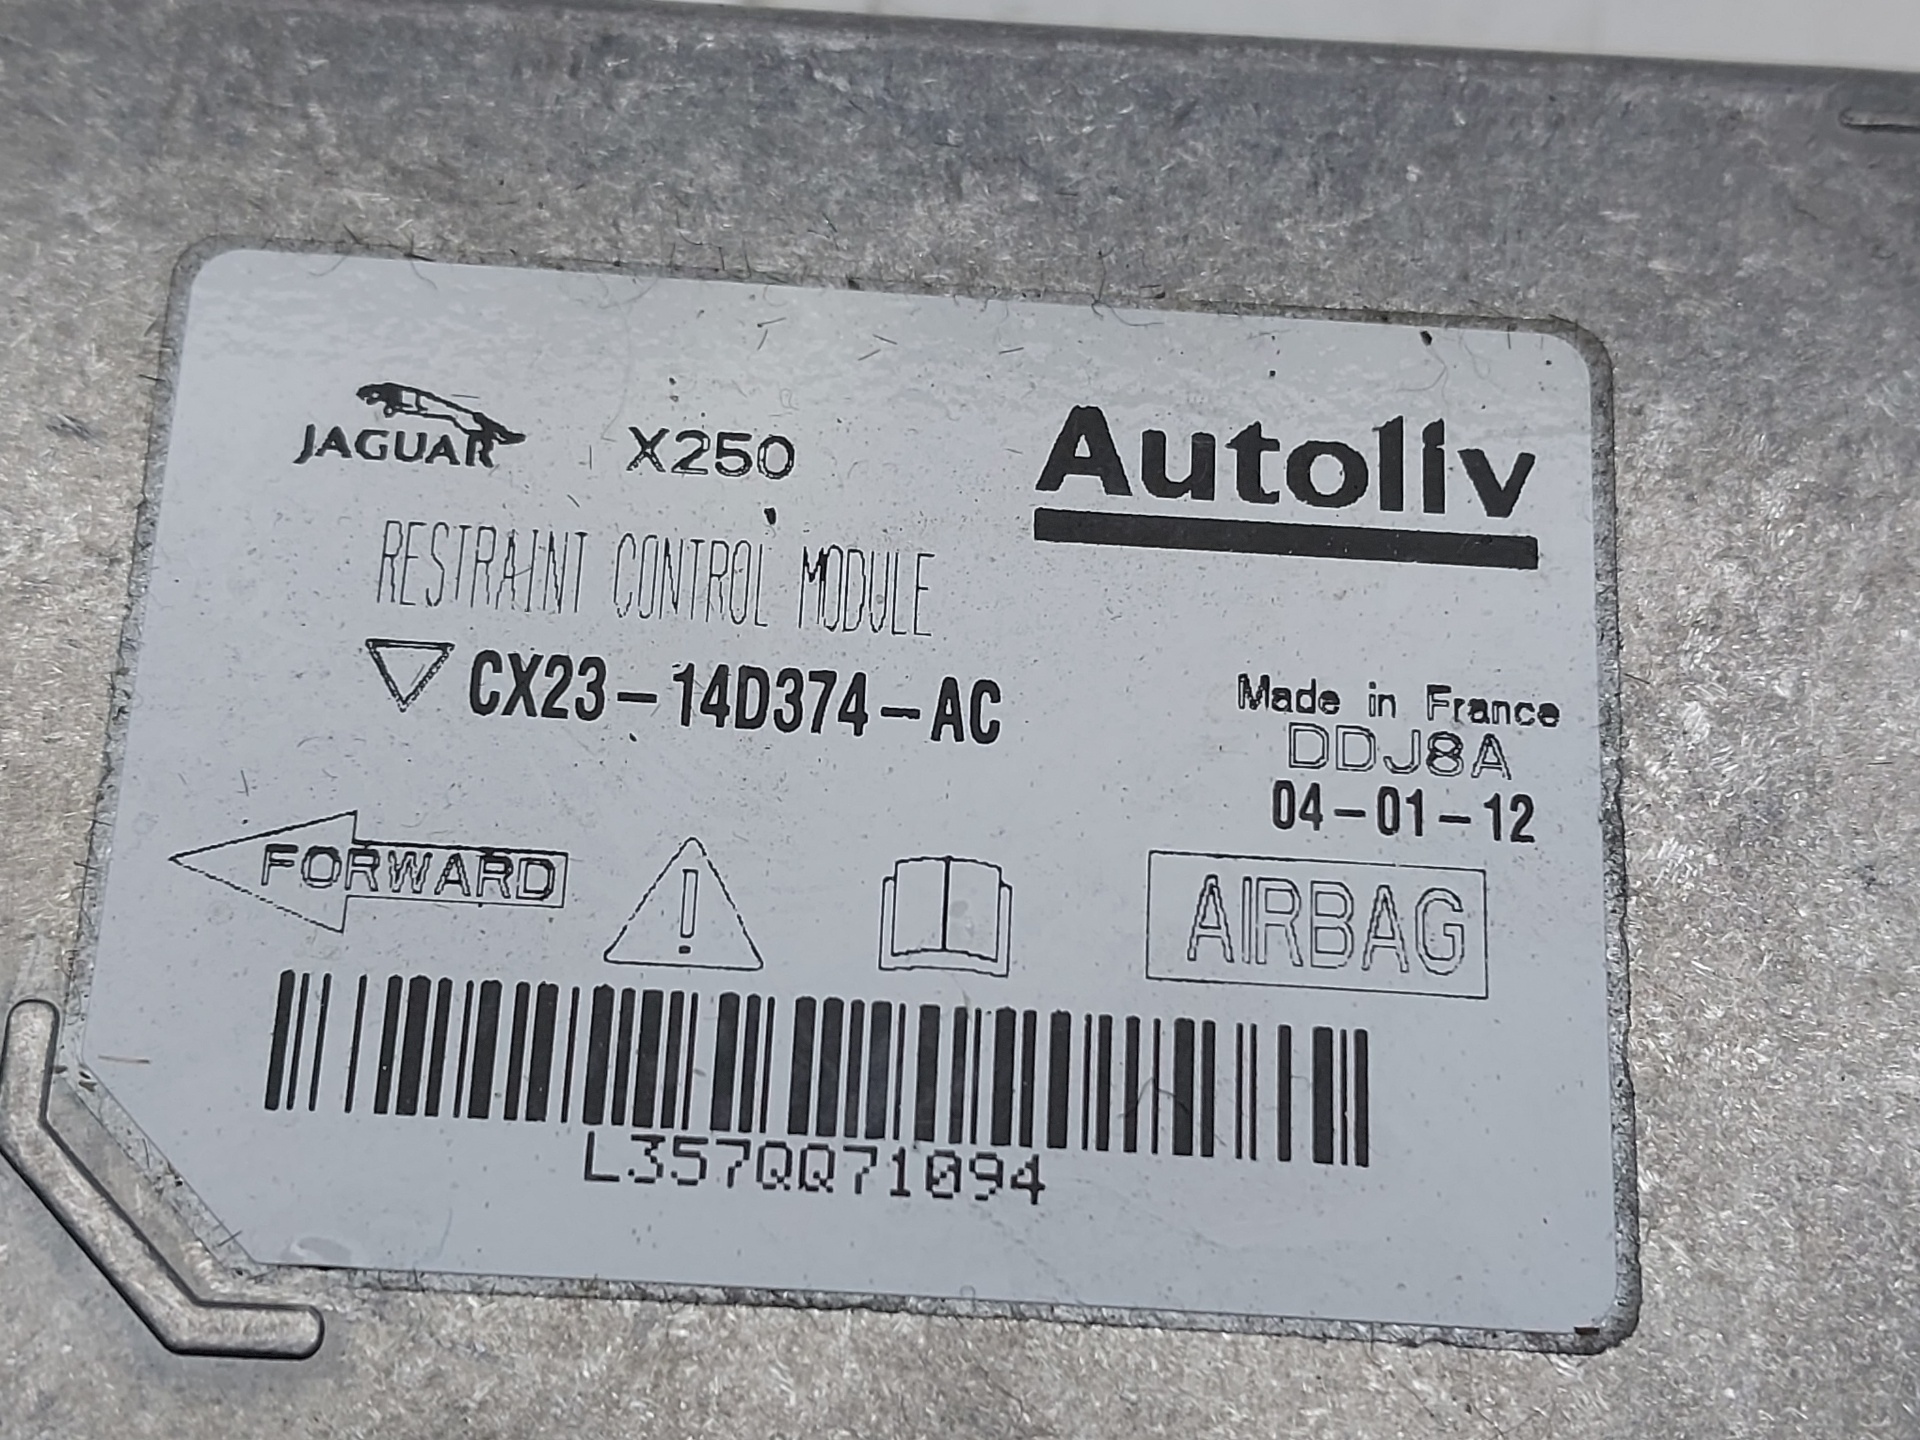 JAGUAR X250 Autoliv
RESTRAINT CONTROL MODULE
CX23-14D374-AC
Made in France
DDJ8A
04-01-12
FORWARD ! AIRBAG
L357QQ71094